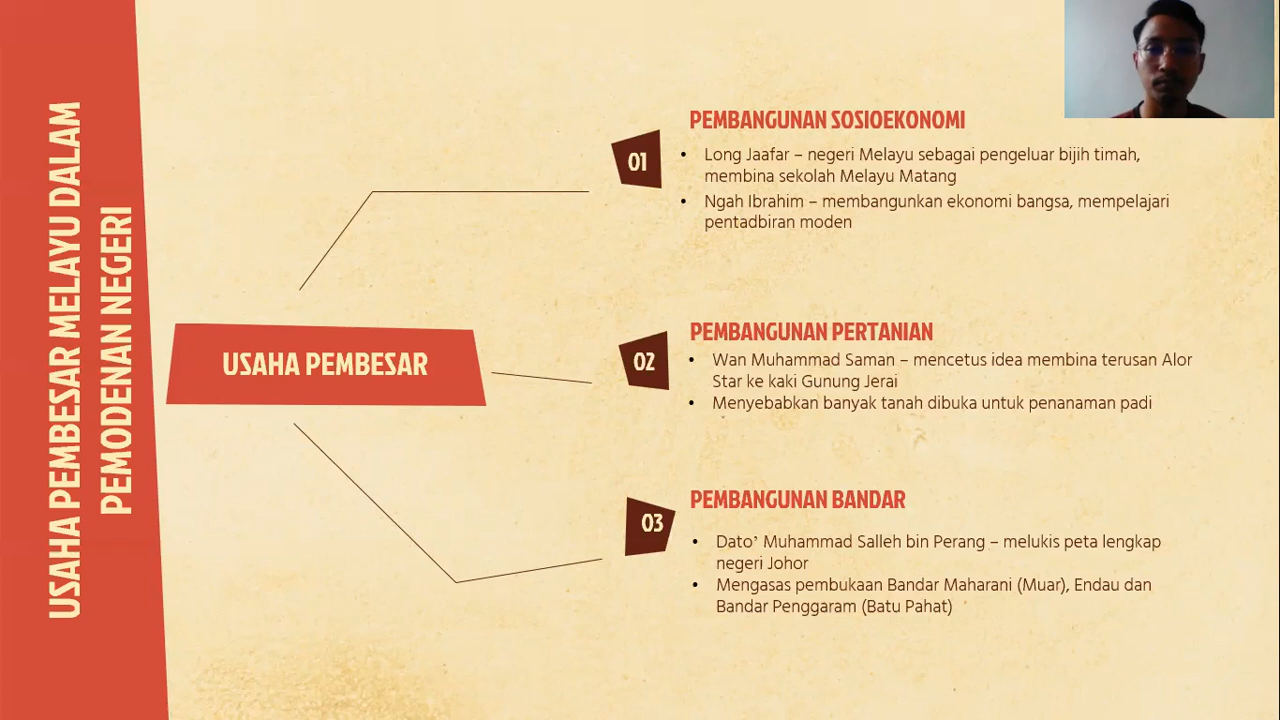 USAHA PEMBESAR MELAYU DALAM
PEMODENAN NEGERI
USAHA PEMBESAR
01
PEMBANGUNAN SOSIOEKONOMI
• Long Jaafar – negeri Melayu sebagai pengeluar bijih timah,
membina sekolah Melayu Matang
• Ngah Ibrahim – membangunkan ekonomi bangsa, mempelajari
pentadbiran moden
02
PEMBANGUNAN PERTANIAN
• Wan Muhammad Saman – mencetus idea membina terusan Alor
Star ke kaki Gunung Jerai
• Menyebabkan banyak tanah dibuka untuk penanaman padi
03
PEMBANGUNAN BANDAR
• Dato’ Muhammad Salleh bin Perang – melukis peta lengkap
negeri Johor
• Mengasas pembukaan Bandar Maharani (Muar), Endau dan
Bandar Penggaram (Batu Pahat)